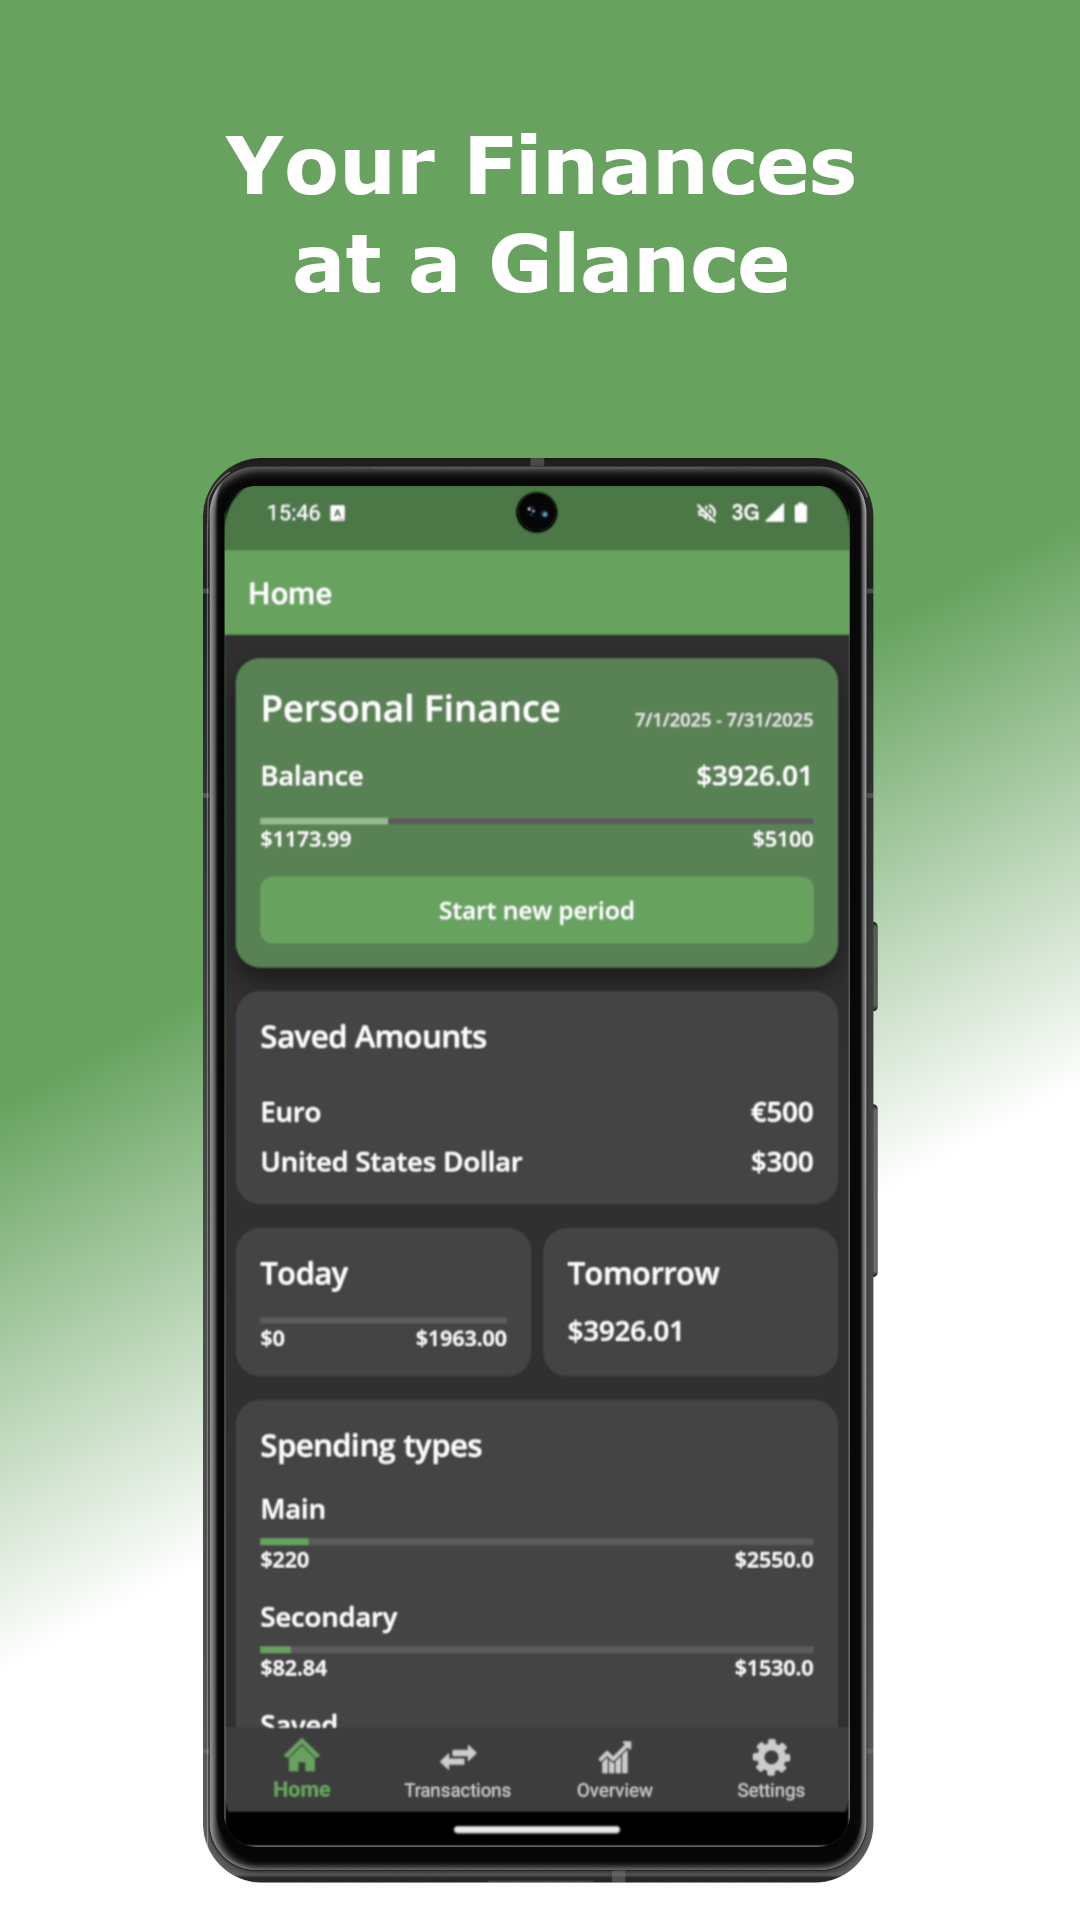 Your Finances
at a Glance
15:46
3G
Home
Personal Finance
7/1/2025 - 7/31/2025
Balance
$3926.01
$1173.99
$5100
Start new period
Saved Amounts
Euro
€500
United States Dollar
$300
Today
Tomorrow
$3926.01
$0
$1963.00
Spending types
Main
$220
$2550.0
Secondary
$82.84
$1530.0
Saved
Home
Transactions
Overview
Settings